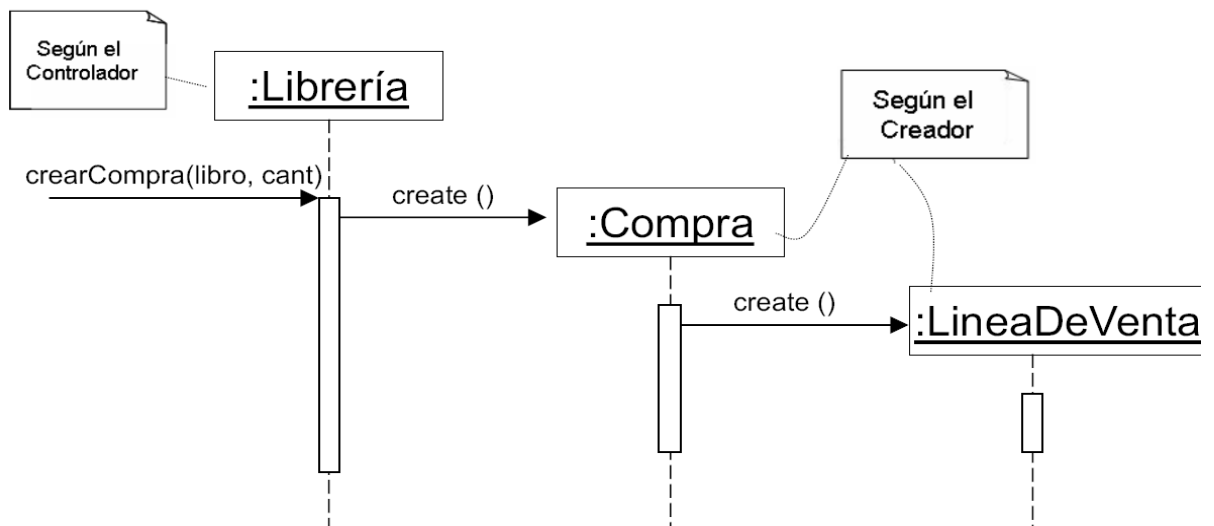 Según el
Controlador
:Librería
Según el
Creador
crearCompra(libro, cant)
create ()
:Compra
create ()
:LineaDeVenta